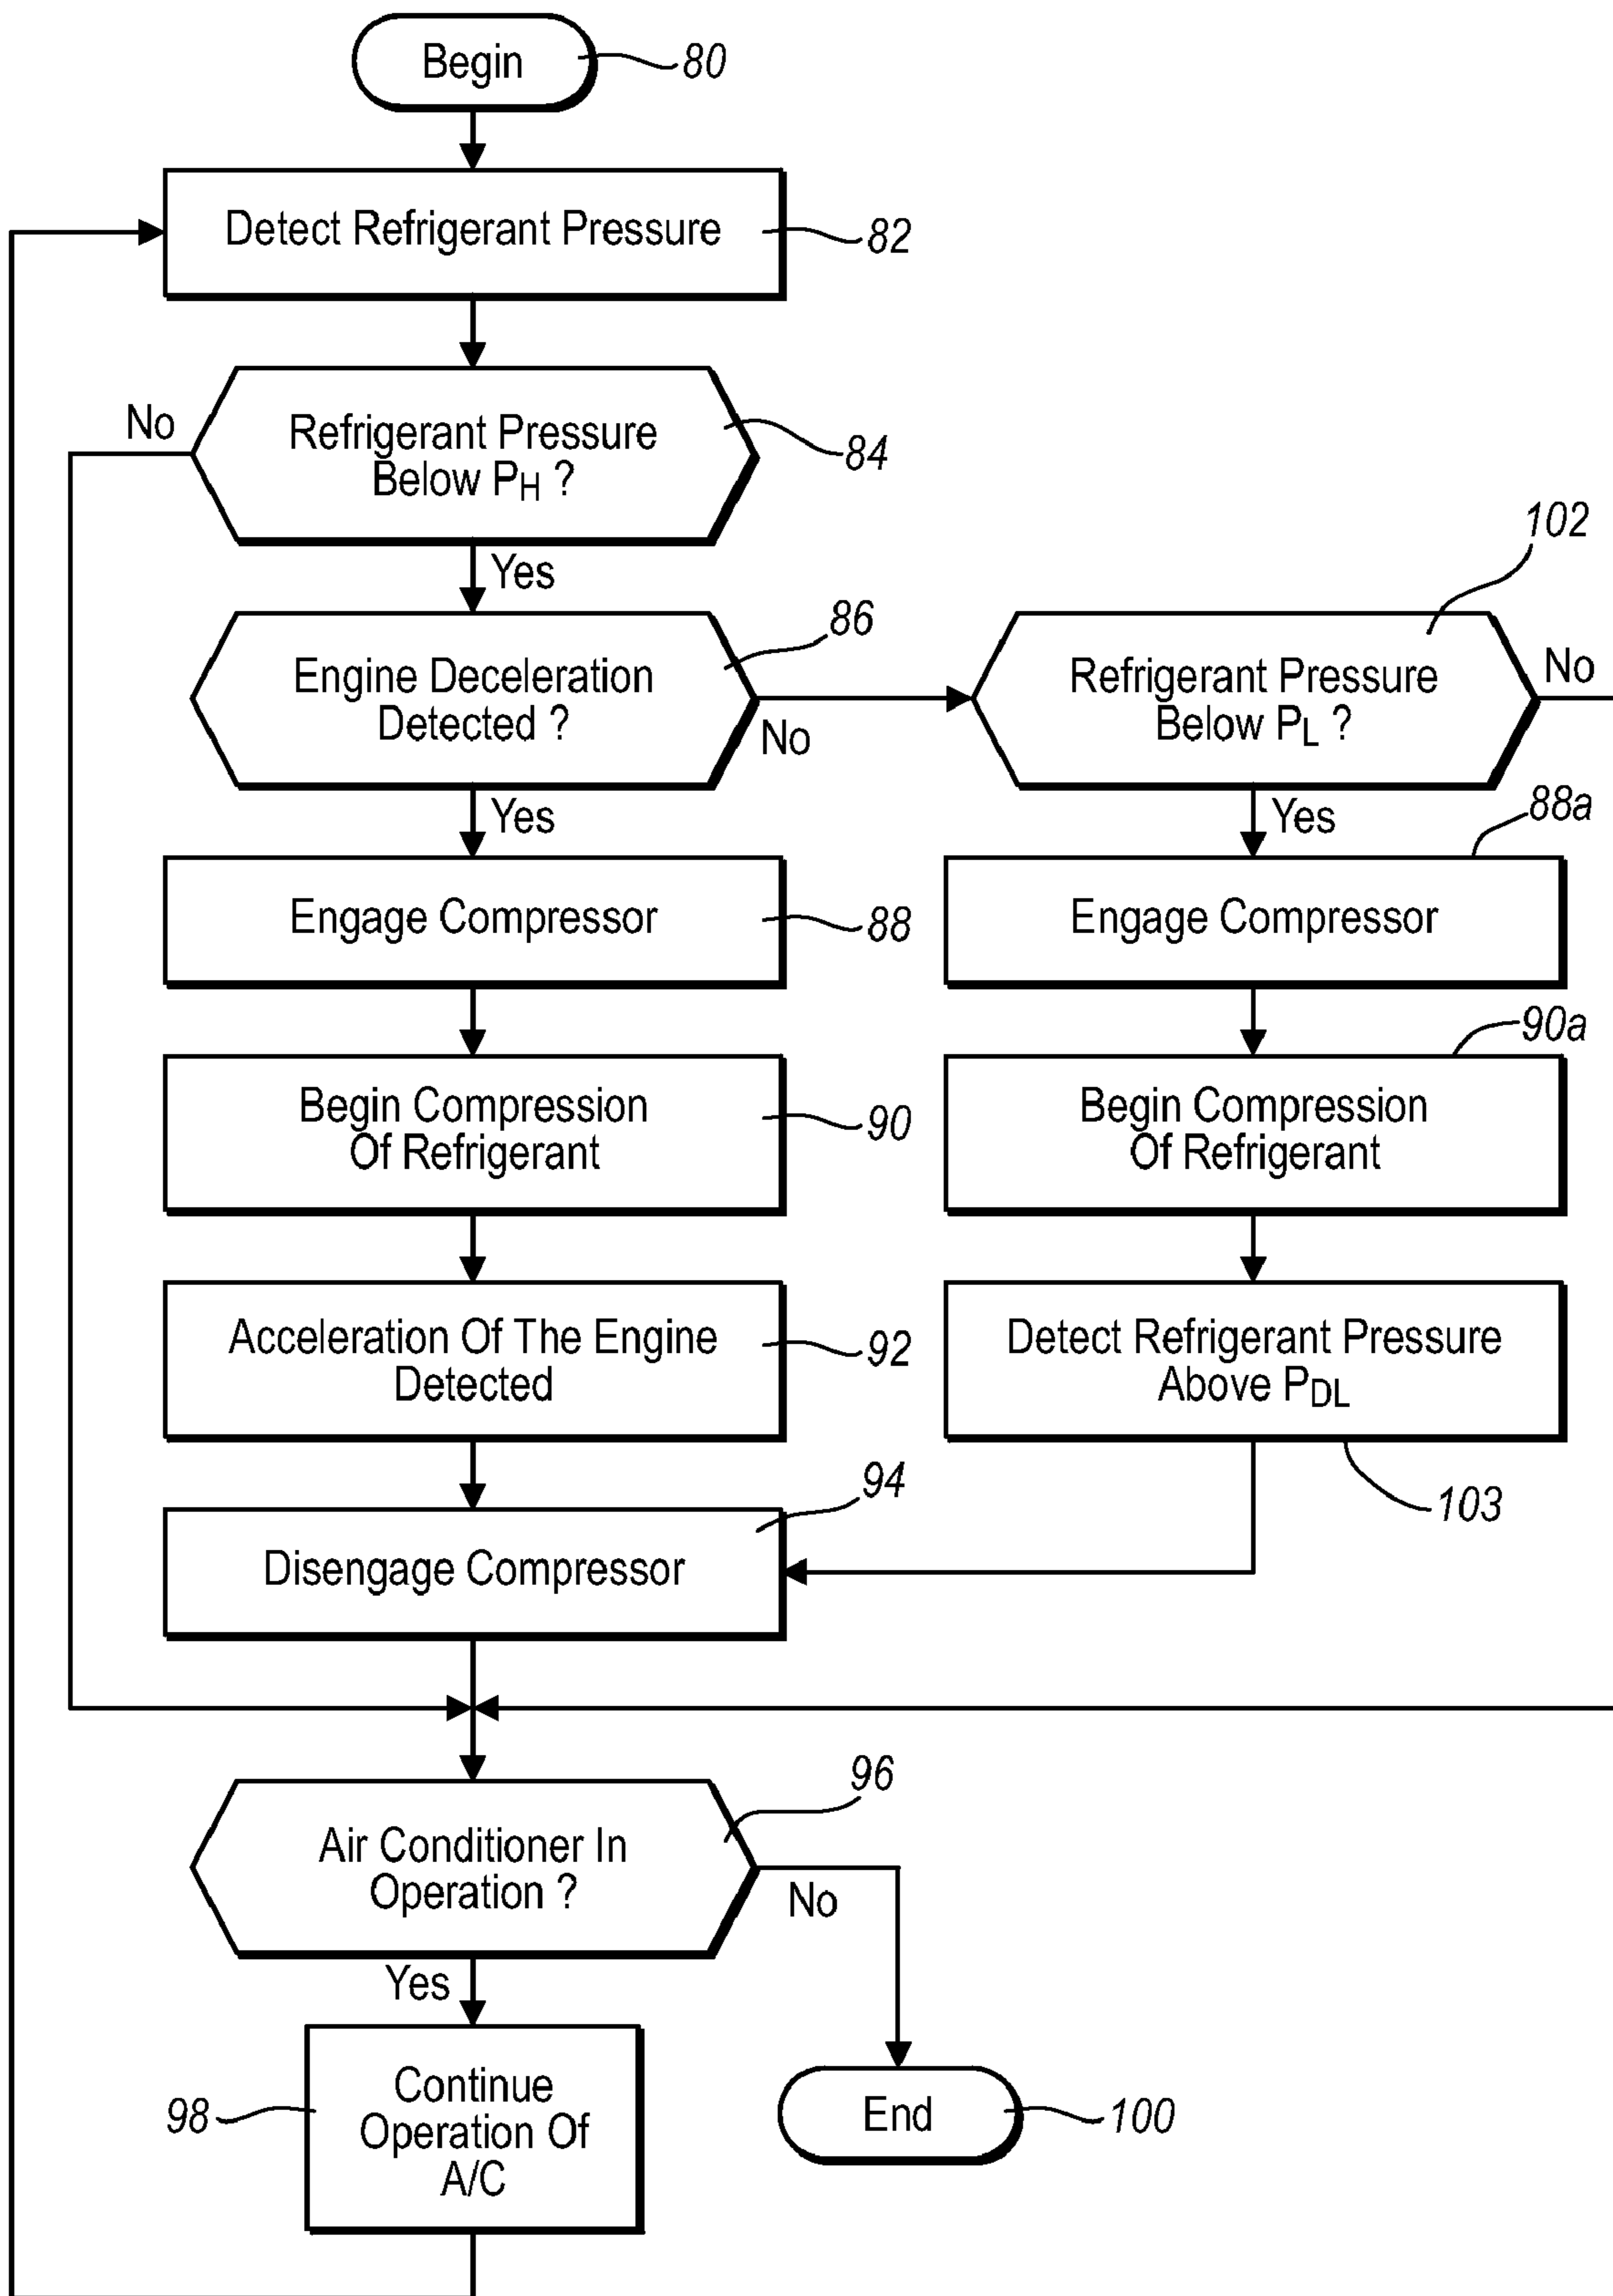 Begin
80
Detect Refrigerant Pressure
82
No
Refrigerant Pressure
Below PH ?
84
Yes
102
86
Engine Deceleration
Detected ?
No
Refrigerant Pressure
Below PL ?
No
Yes
Yes
88a
Engage Compressor
88
Engage Compressor
90a
Begin Compression
Of Refrigerant
90
Begin Compression
Of Refrigerant
Acceleration Of The Engine
Detected
92
Detect Refrigerant Pressure
Above PDL
94
103
Disengage Compressor
96
Air Conditioner In
Operation ?
No
Yes
98
Continue
Operation Of
A/C
End
100